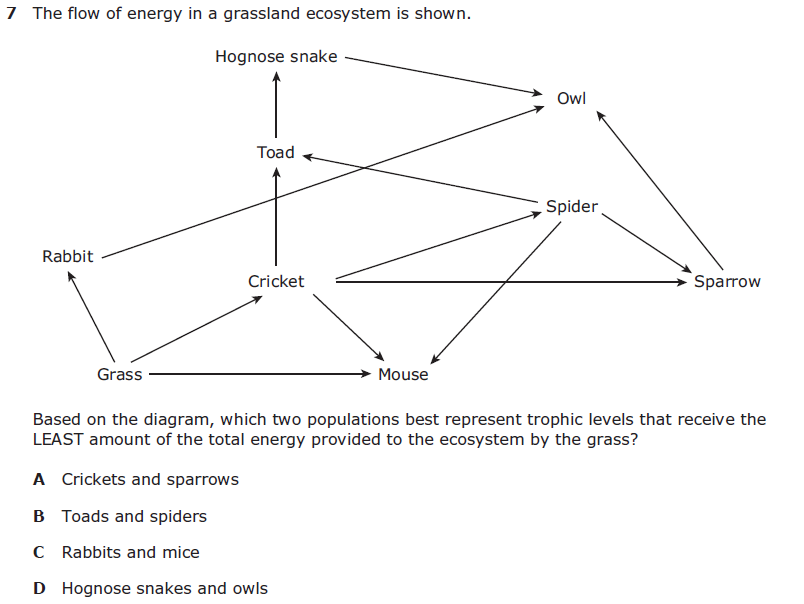 7 The flow of energy in a grassland ecosystem is shown.
Hognose snake
Owl
Toad
Spider
Rabbit
Cricket
Sparrow
Grass
Mouse
Based on the diagram, which two populations best represent trophic levels that receive the
LEAST amount of the total energy provided to the ecosystem by the grass?
A Crickets and sparrows
B Toads and spiders
C Rabbits and mice
D Hognose snakes and owls